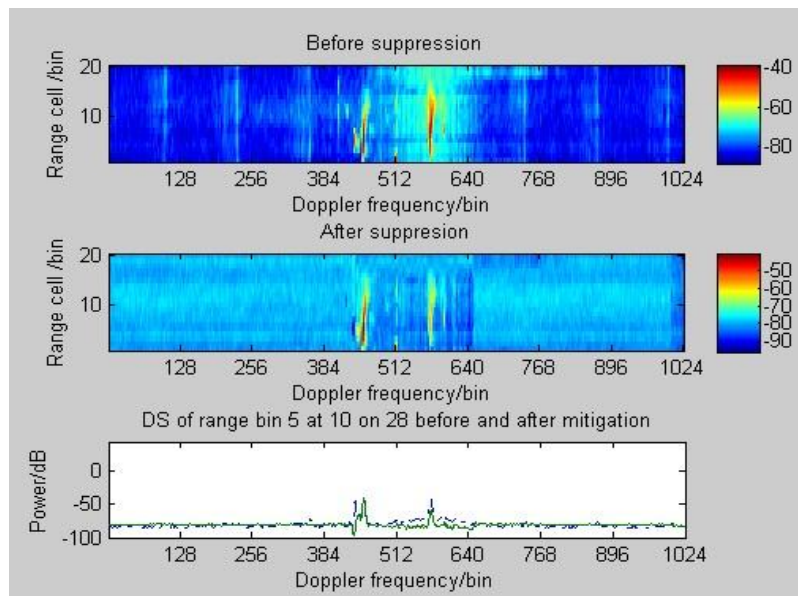 Before suppression
Range cell /bin
20
10
128 256 384 512 640 768 896 1024
Doppler frequency/bin
-40
-60
-80
After suppresion
Range cell /bin
20
10
128 256 384 512 640 768 896 1024
Doppler frequency/bin
-50
-60
-70
-80
-90
DS of range bin 5 at 10 on 28 before and after mitigation
Power/dB
0
-50
-100
128 256 384 512 640 768 896 1024
Doppler frequency/bin